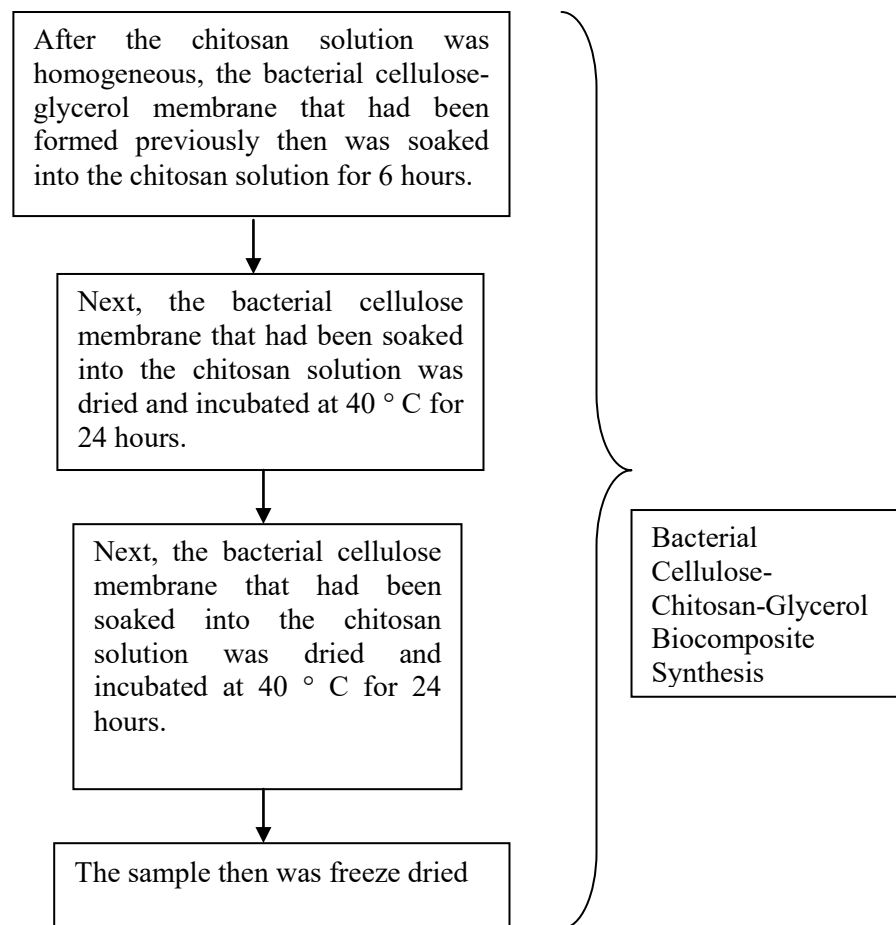 After the chitosan solution was
homogeneous, the bacterial cellulose-
glycerol membrane that had been
formed previously then was soaked
into the chitosan solution for 6 hours.
Next, the bacterial cellulose
membrane that had been soaked
into the chitosan solution was
dried and incubated at 40 ° C for
24 hours.
Next, the bacterial cellulose
membrane that had been
soaked into the chitosan
solution was dried and
incubated at 40 ° C for 24
hours.
The sample then was freeze dried
Bacterial
Cellulose-
Chitosan-Glycerol
Biocomposite
Synthesis